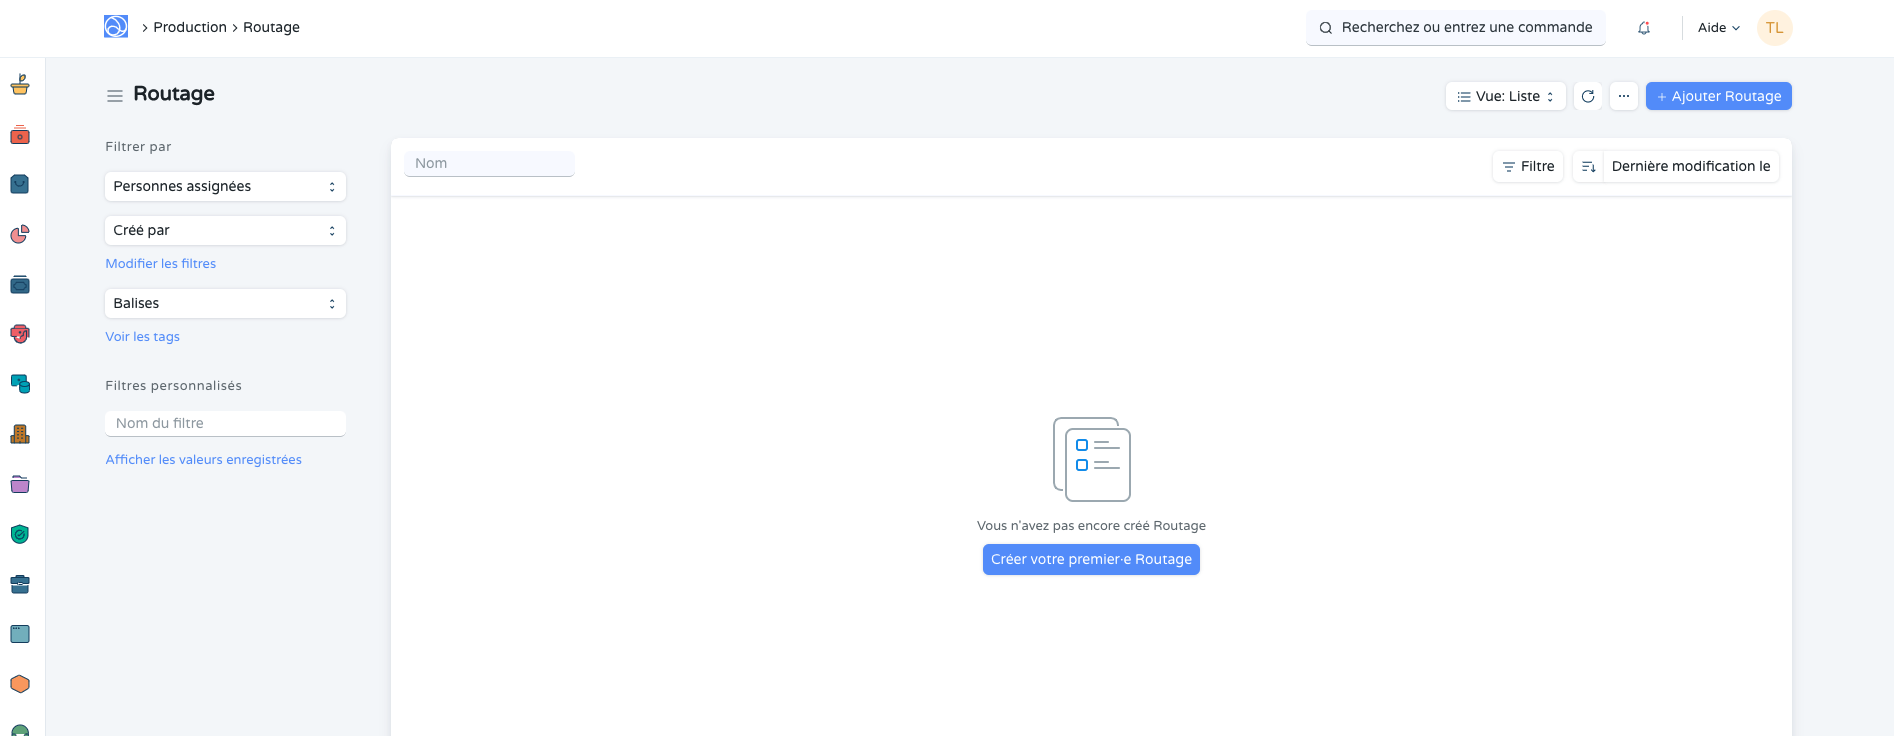 Production
Routage
Recherchez ou entrez une commande
Aide
TL
Routage
Vue: Liste
Ajouter Routage
Filtrer par
Personnes assignées
Créé par
Modifier les filtres
Balises
Voir les tags
Filtres personnalisés
Nom du filtre
Afficher les valeurs enregistrées
Nom
Filtre
Dernière modification le
Vous n'avez pas encore créé Routage
Créer votre premier·e Routage